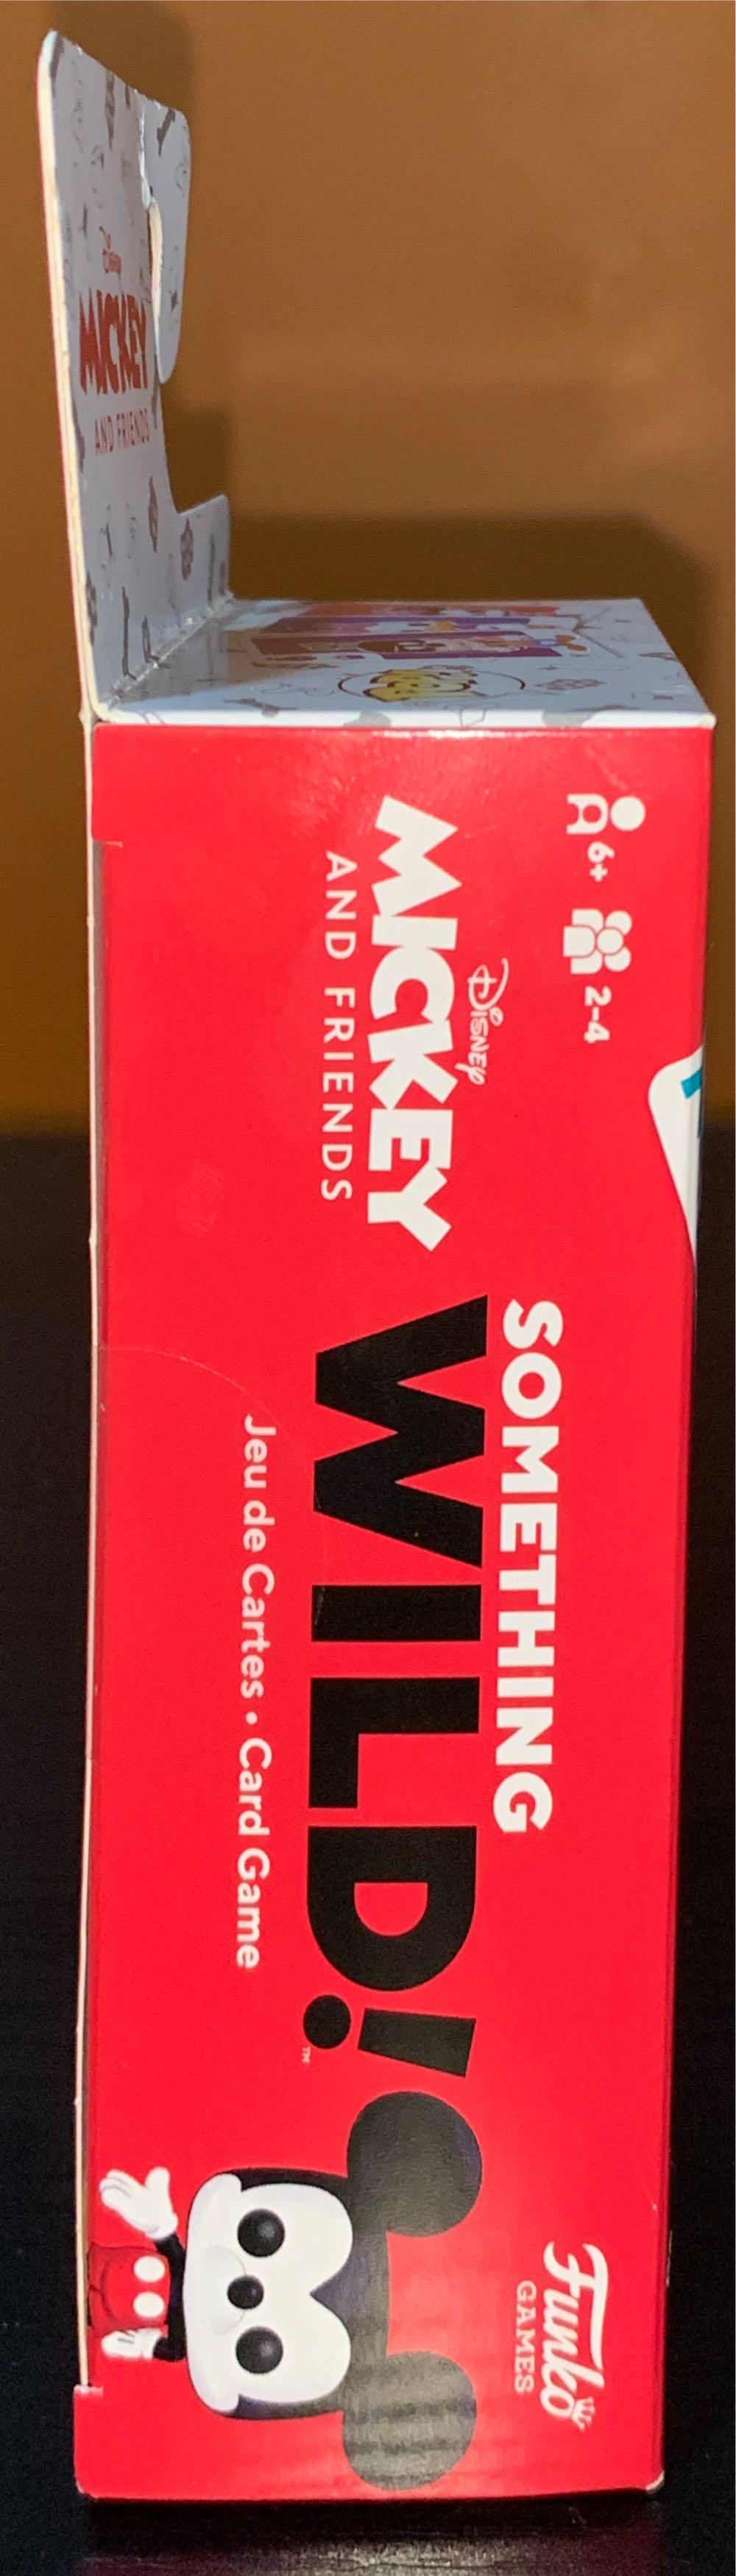 Disney
MICKEY
AND FRIENDS
6+ 2-4
Disney
MICKEY
AND FRIENDS
SOMETHING
WILD!™
Jeu de Cartes • Card Game
Funko
GAMES